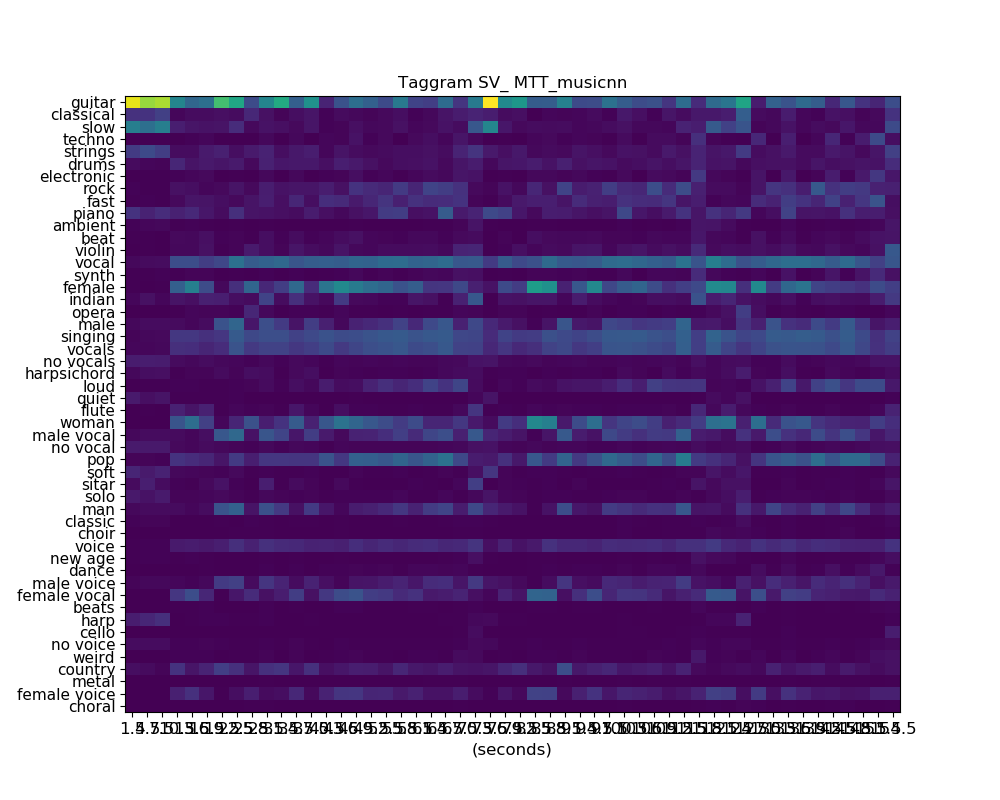 Taggram SV_ MTT_musicnn
guitar
classical
slow
techno
strings
drums
electronic
rock
fast
piano
ambient
beat
violin
vocal
synth
female
indian
opera
male
singing
vocals
no vocals
harpsichord
loud
quiet
flute
woman
male vocal
no vocal
pop
soft
sitar
solo
man
classic
choir
voice
new age
dance
male voice
female vocal
beats
harp
cello
no voice
weird
country
metal
female voice
choral
(seconds)